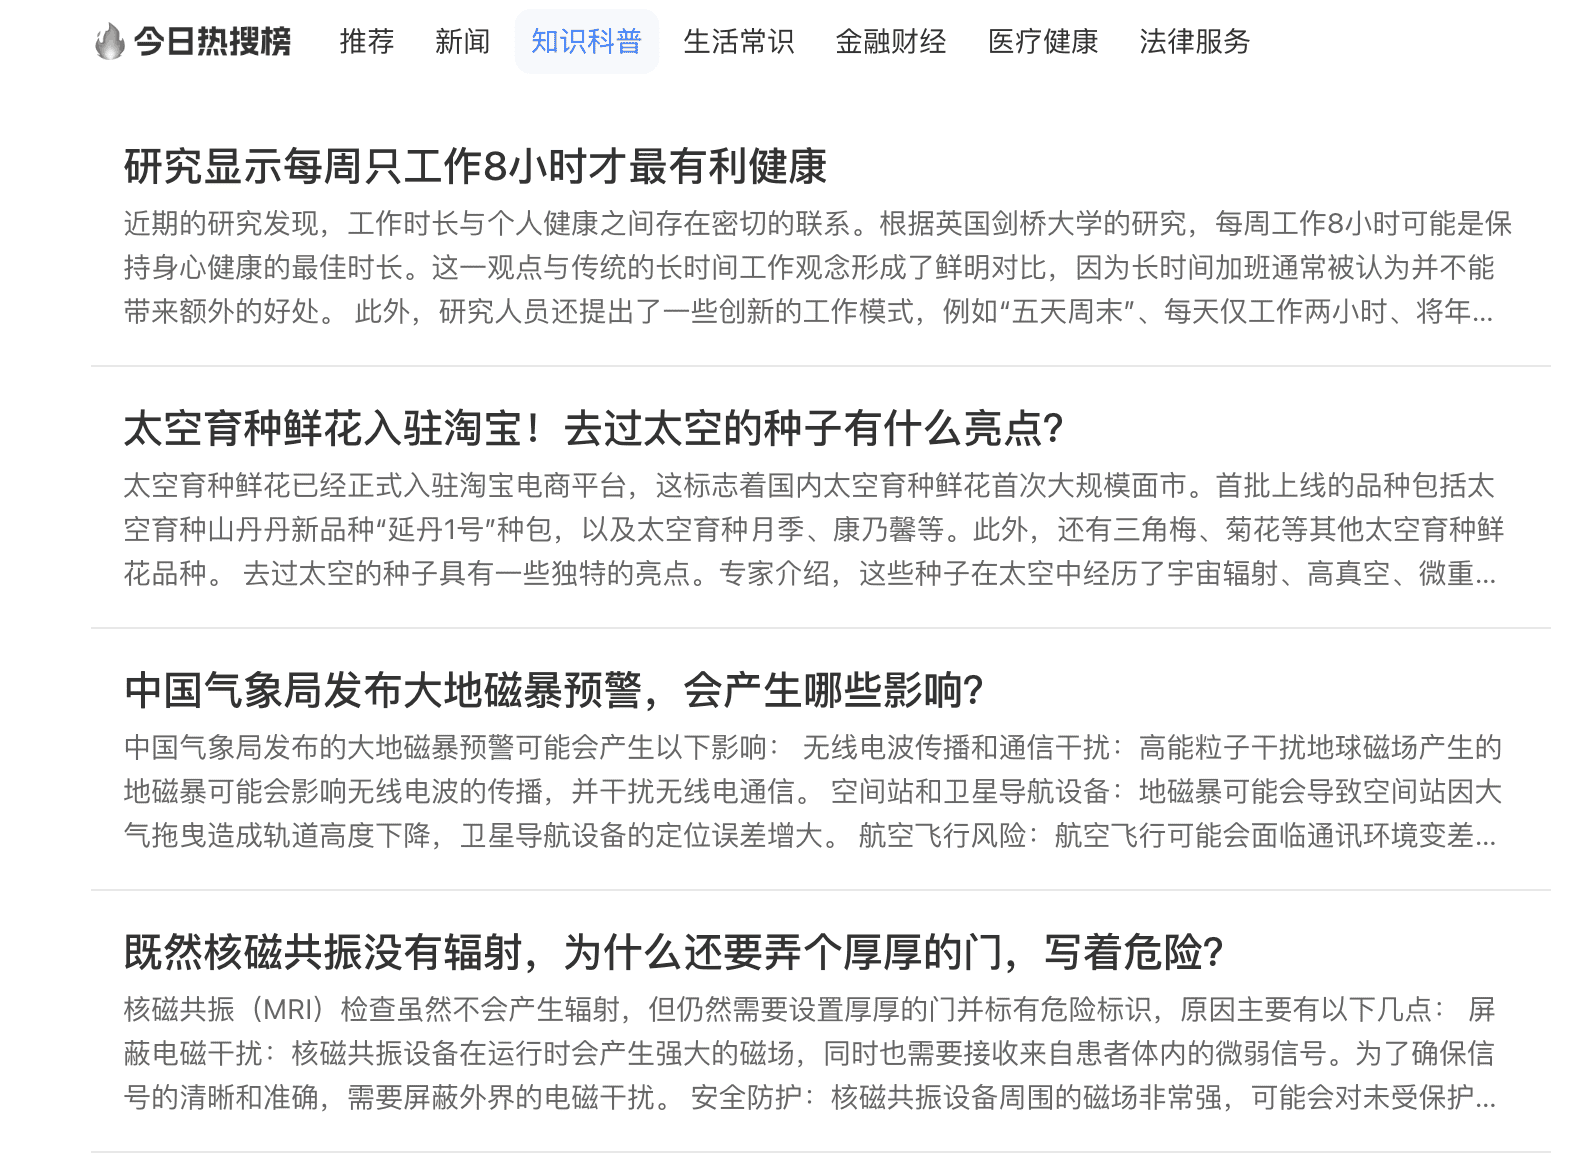 今日热搜榜 推荐 新闻 知识科普 生活常识 金融财经 医疗健康 法律服务
研究显示每周只工作8小时才最有利健康
近期的研究发现，工作时长与个人健康之间存在密切的联系。根据英国剑桥大学的研究，每周工作8小时可能是保
持身心健康的最佳时长。这一观点与传统的长时间工作观念形成了鲜明对比，因为长时间加班通常被认为并不能
带来额外的好处。 此外，研究人员还提出了一些创新的工作模式，例如“五天周末”、每天仅工作两小时、将年...
太空育种鲜花入驻淘宝！去过太空的种子有什么亮点?
太空育种鲜花已经正式入驻淘宝电商平台，这标志着国内太空育种鲜花首次大规模面市。首批上线的品种包括太
空育种山丹丹新品种“延丹1号”种包，以及太空育种月季、康乃馨等。此外，还有三角梅、菊花等其他太空育种鲜
花品种。 去过太空的种子具有一些独特的亮点。专家介绍，这些种子在太空中经历了宇宙辐射、高真空、微重...
中国气象局发布大地磁暴预警，会产生哪些影响?
中国气象局发布的大地磁暴预警可能会产生以下影响： 无线电波传播和通信干扰：高能粒子干扰地球磁场产生的
地磁暴可能会影响无线电波的传播，并干扰无线电通信。 空间站和卫星导航设备：地磁暴可能会导致空间站因大
气拖曳造成轨道高度下降，卫星导航设备的定位误差增大。 航空飞行风险：航空飞行可能会面临通讯环境变差...
既然核磁共振没有辐射，为什么还要弄个厚厚的门，写着危险?
核磁共振（MRI）检查虽然不会产生辐射，但仍然需要设置厚厚的门并标有危险标识，原因主要有以下几点： 屏
蔽电磁干扰：核磁共振设备在运行时会产生强大的磁场，同时也需要接收来自患者体内的微弱信号。为了确保信
号的清晰和准确，需要屏蔽外界的电磁干扰。 安全防护：核磁共振设备周围的磁场非常强，可能会对未受保护...